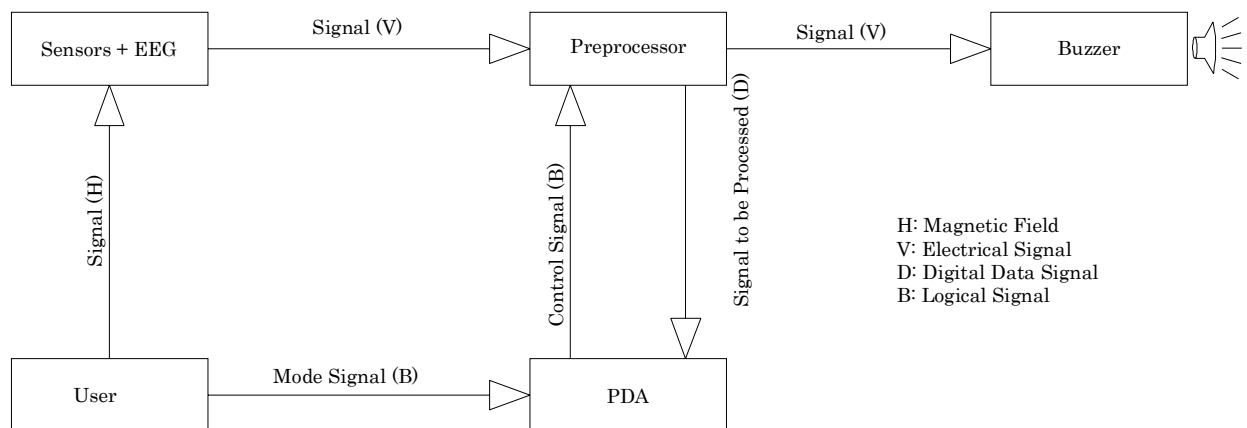 Signal (V)
Signal (V)
Sensors + EEG
Preprocessor
Buzzer
Signal (H)
Control Signal (B)
Signal to be Processed (D)
H: Magnetic Field
V: Electrical Signal
D: Digital Data Signal
B: Logical Signal
User
Mode Signal (B)
PDA